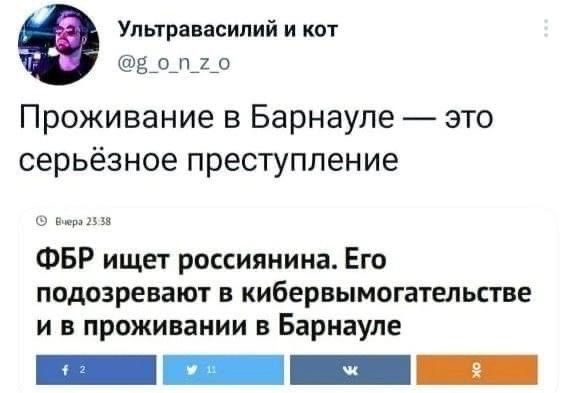 Ультравасилий и кот
@g_o_n_z_o
Проживание в Барнауле — это
серьёзное преступление
Вчера 23:38
ФБР ищет россиянина. Его
подозревают в кибервымогательстве
и в проживании в Барнауле
2 11